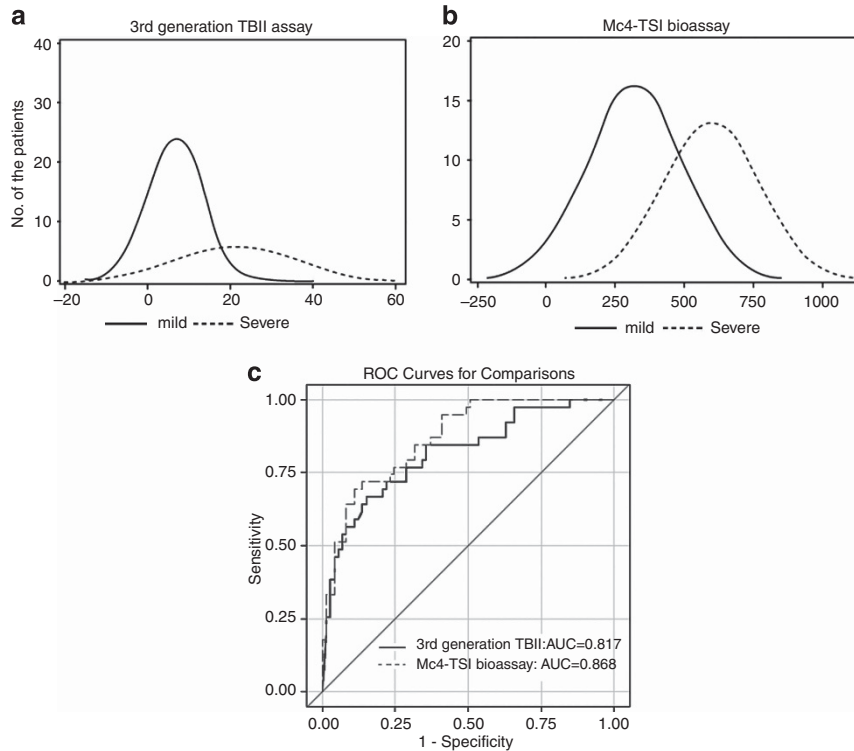 a
3rd generation TBII assay
No. of the patients
40
30
20
10
0
–20 0 20 40 60
mild Severe
b
Mc4-TSI bioassay
20
15
10
5
0
–250 0 250 500 750 1000
mild Severe
c
ROC Curves for Comparisons
Sensitivity
1.00
0.75
0.50
0.25
0.00
3rd generation TBII:AUC=0.817
Mc4-TSI bioassay: AUC=0.868
0.00 0.25 0.50 0.75 1.00
1 - Specificity